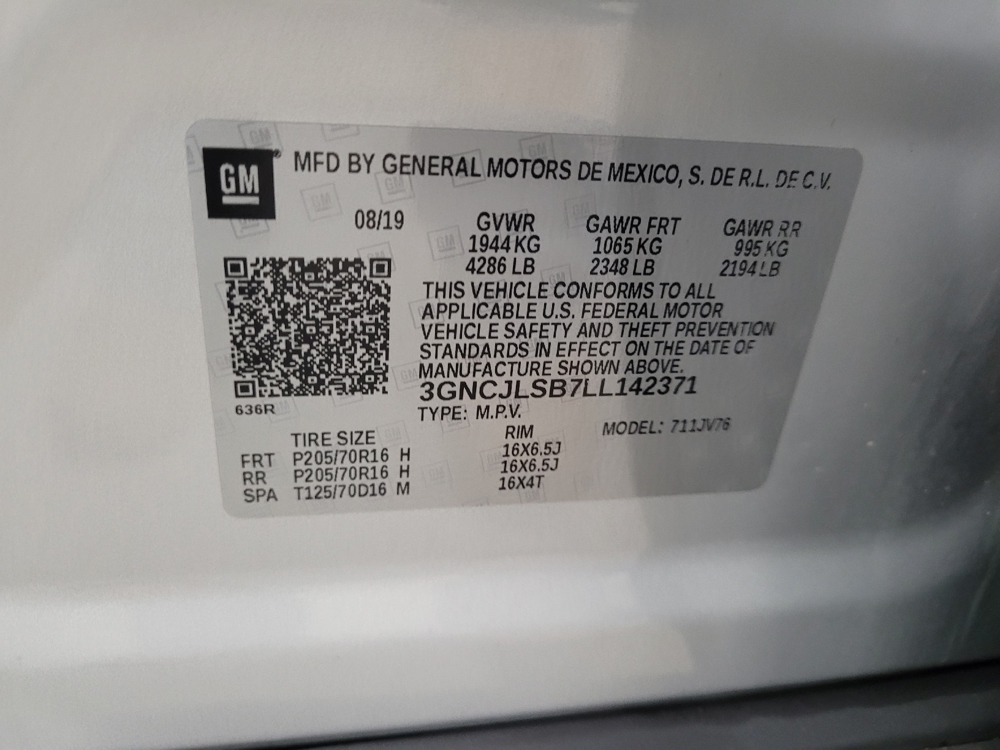 GM
MFD BY GENERAL MOTORS DE MEXICO, S. DE R.L. DE C.V.
08/19 GVWR GAWR FRT GAWR RR
1944 KG 1065 KG 995 KG
4286 LB 2348 LB 2194 LB
THIS VEHICLE CONFORMS TO ALL
APPLICABLE U.S. FEDERAL MOTOR
VEHICLE SAFETY AND THEFT PREVENTION
STANDARDS IN EFFECT ON THE DATE OF
MANUFACTURE SHOWN ABOVE.
3GNCJLSB7LL142371
636R
TYPE: M.P.V. MODEL: 711JV76
TIRE SIZE RIM
FRT P205/70R16 H 16X6.5J
RR P205/70R16 H 16X6.5J
SPA T125/70D16 M 16X4T